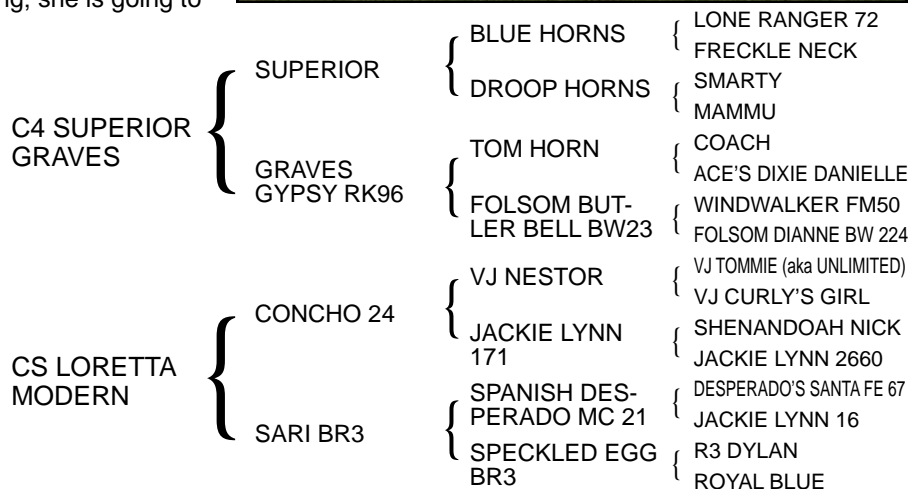 ng, she is going to
C4 SUPERIOR
GRAVES
SUPERIOR
BLUE HORNS
LONE RANGER 72
FRECKLE NECK
DROOP HORNS
SMARTY
MAMMU
GRAVES
GYPSY RK96
TOM HORN
COACH
ACE'S DIXIE DANIELLE
FOLSOM BUT-
LER BELL BW23
WINDWALKER FM50
FOLSOM DIANNE BW 224
CS LORETTA
MODERN
CONCHO 24
VJ NESTOR
VJ TOMMIE (aka UNLIMITED)
VJ CURLY'S GIRL
JACKIE LYNN
171
SHENANDOAH NICK
JACKIE LYNN 2660
SARI BR3
SPANISH DES-
PERADO MC 21
DESPERADO'S SANTA FE 67
JACKIE LYNN 16
SPECKLED EGG
BR3
R3 DYLAN
ROYAL BLUE